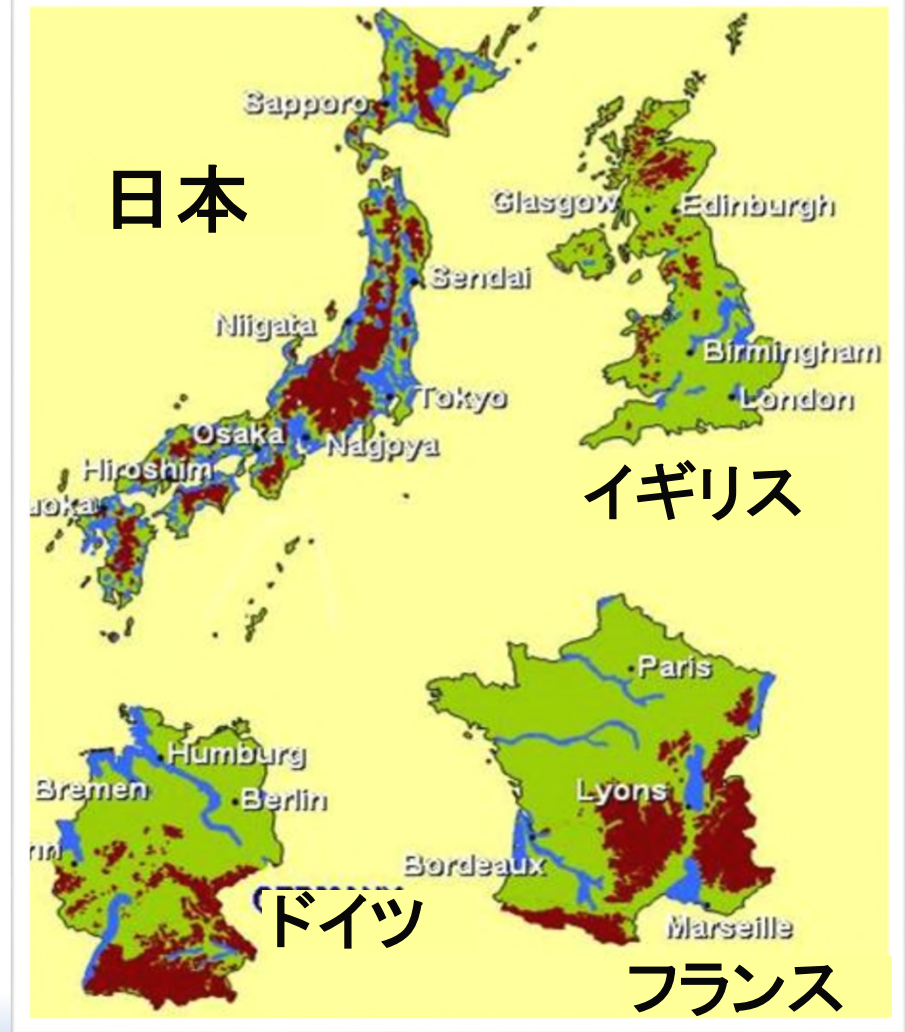 Sapporo
日本
Glasgow
Edinburgh
Sendai
Niigata
Birmingham
Tokyo
London
Osaka
Nagoya
Hiroshim
uoka
イギリス
Paris
Humburg
Bremen
Berlin
Lyons
Bordeaux
ドイツ
Marseille
フランス